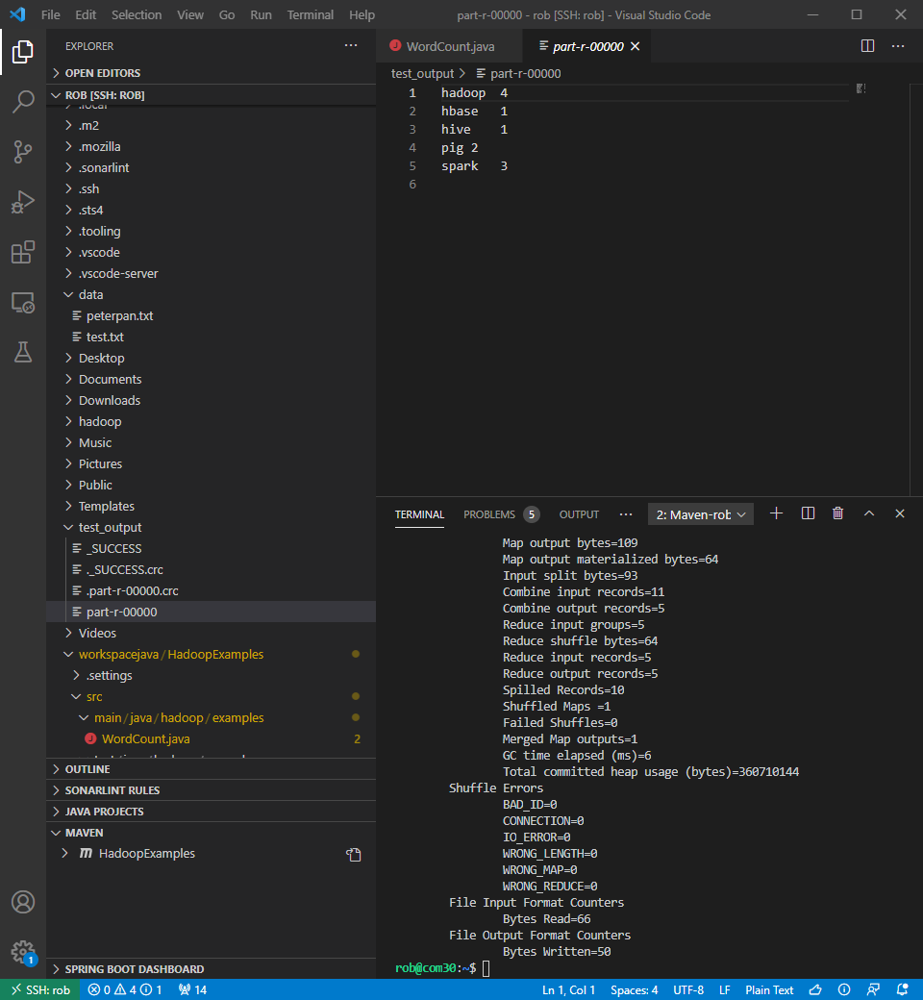 File Edit Selection View Go Run Terminal Help part-r-00000 - rob [SSH: rob] - Visual Studio Code
EXPLORER
OPEN EDITORS
ROB [SSH: ROB]
.local
.m2
.mozilla
.sonarlint
.ssh
.sts4
.tooling
.vscode
.vscode-server
data
peterpan.txt
test.txt
Desktop
Documents
Downloads
hadoop
Music
Pictures
Public
Templates
test_output
_SUCCESS
._SUCCESS.crc
.part-r-00000.crc
part-r-00000
Videos
workspacejava / HadoopExamples
.settings
src
main / java / hadoop / examples
WordCount.java 2
OUTLINE
SONARLINT RULES
JAVA PROJECTS
MAVEN
HadoopExamples
SPRING BOOT DASHBOARD
WordCount.java part-r-00000
test_output > part-r-00000
1 hadoop 4
2 hbase 1
3 hive 1
4 pig 2
5 spark 3
6
TERMINAL PROBLEMS 5 OUTPUT ··· 2: Maven-rob
Map output bytes=109
Map output materialized bytes=64
Input split bytes=93
Combine input records=11
Combine output records=5
Reduce input groups=5
Reduce shuffle bytes=64
Reduce input records=5
Reduce output records=5
Spilled Records=10
Shuffled Maps =1
Failed Shuffles=0
Merged Map outputs=1
GC time elapsed (ms)=6
Total committed heap usage (bytes)=360710144
Shuffle Errors
BAD_ID=0
CONNECTION=0
IO_ERROR=0
WRONG_LENGTH=0
WRONG_MAP=0
WRONG_REDUCE=0
File Input Format Counters
Bytes Read=66
File Output Format Counters
Bytes Written=50
rob@com30:~$
1
SSH: rob 0 4 1 14 Ln 1, Col 1 Spaces: 4 UTF-8 LF Plain Text